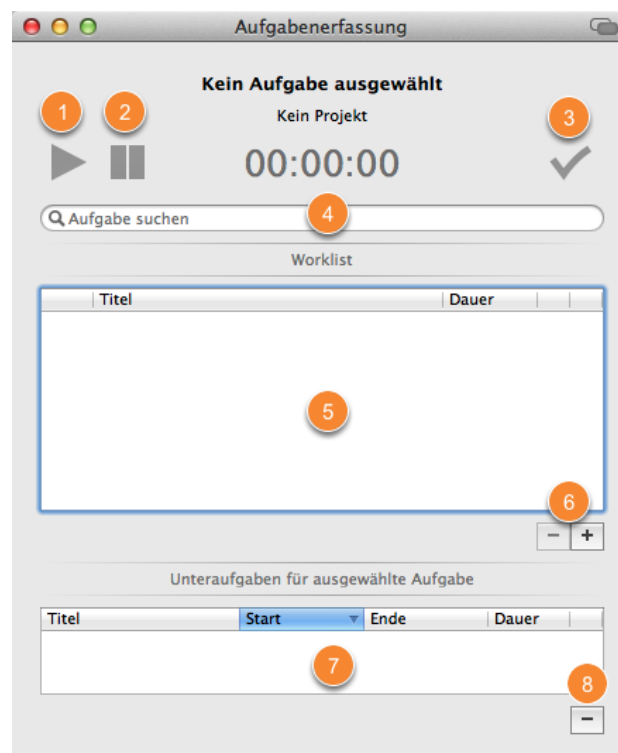 Aufgabenerfassung
Kein Aufgabe ausgewählt
1 2 Kein Projekt 3
00:00:00
Aufgabe suchen 4
Worklist
Titel Dauer
5
6
− +
Unteraufgaben für ausgewählte Aufgabe
Titel Start Ende Dauer
7
8
−